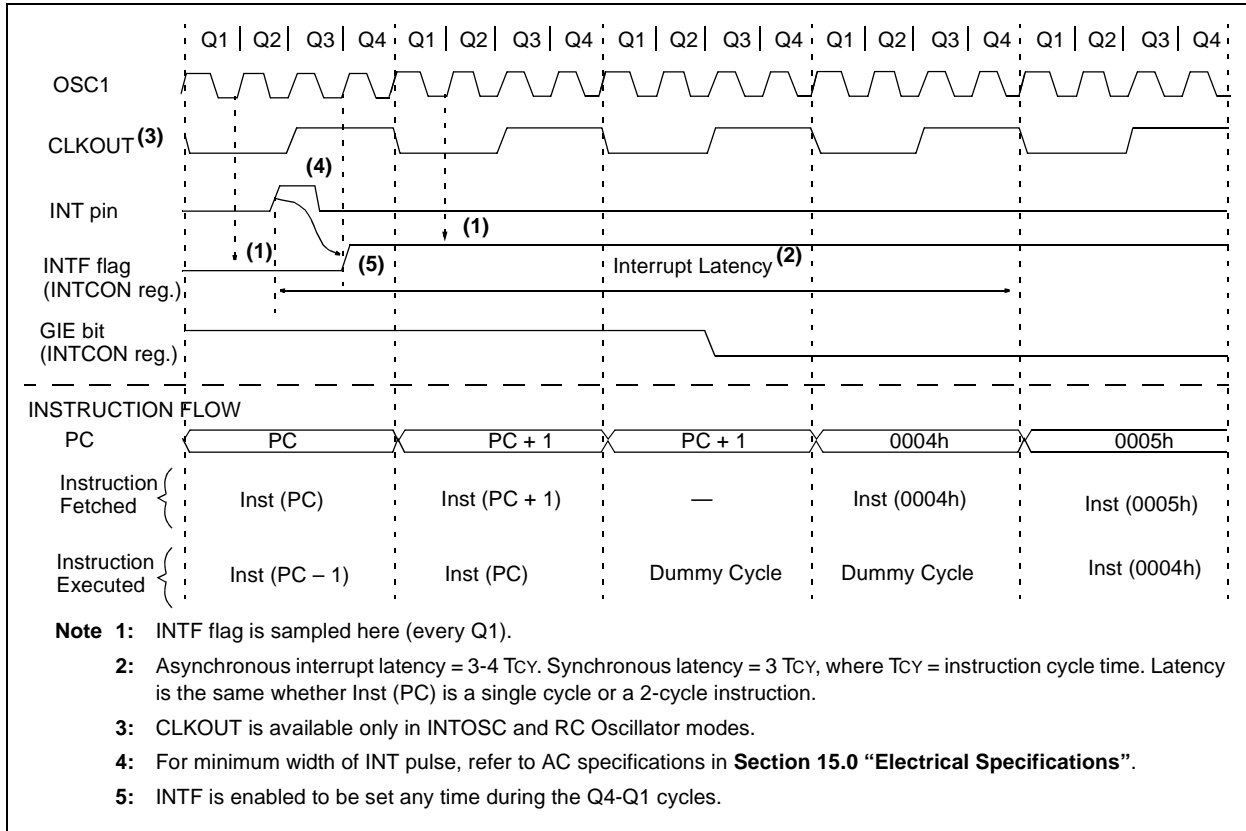 Q1 | Q2 | Q3 | Q4 Q1 | Q2 | Q3 | Q4 Q1 | Q2 | Q3 | Q4 Q1 | Q2 | Q3 | Q4 Q1 | Q2 | Q3 | Q4
OSC1
CLKOUT(3)
(4)
INT pin
(1)
(1) (5)
INTF flag
(INTCON reg.)
Interrupt Latency(2)
GIE bit
(INTCON reg.)
INSTRUCTION FLOW
PC PC PC + 1 PC + 1 0004h 0005h
Instruction
Fetched
Inst (PC) Inst (PC + 1) — Inst (0004h) Inst (0005h)
Instruction
Executed
Inst (PC – 1) Inst (PC) Dummy Cycle Dummy Cycle Inst (0004h)
Note 1: INTF flag is sampled here (every Q1).
2: Asynchronous interrupt latency = 3-4 TCY. Synchronous latency = 3 TCY, where TCY = instruction cycle time. Latency
is the same whether Inst (PC) is a single cycle or a 2-cycle instruction.
3: CLKOUT is available only in INTOSC and RC Oscillator modes.
4: For minimum width of INT pulse, refer to AC specifications in Section 15.0 “Electrical Specifications”.
5: INTF is enabled to be set any time during the Q4-Q1 cycles.